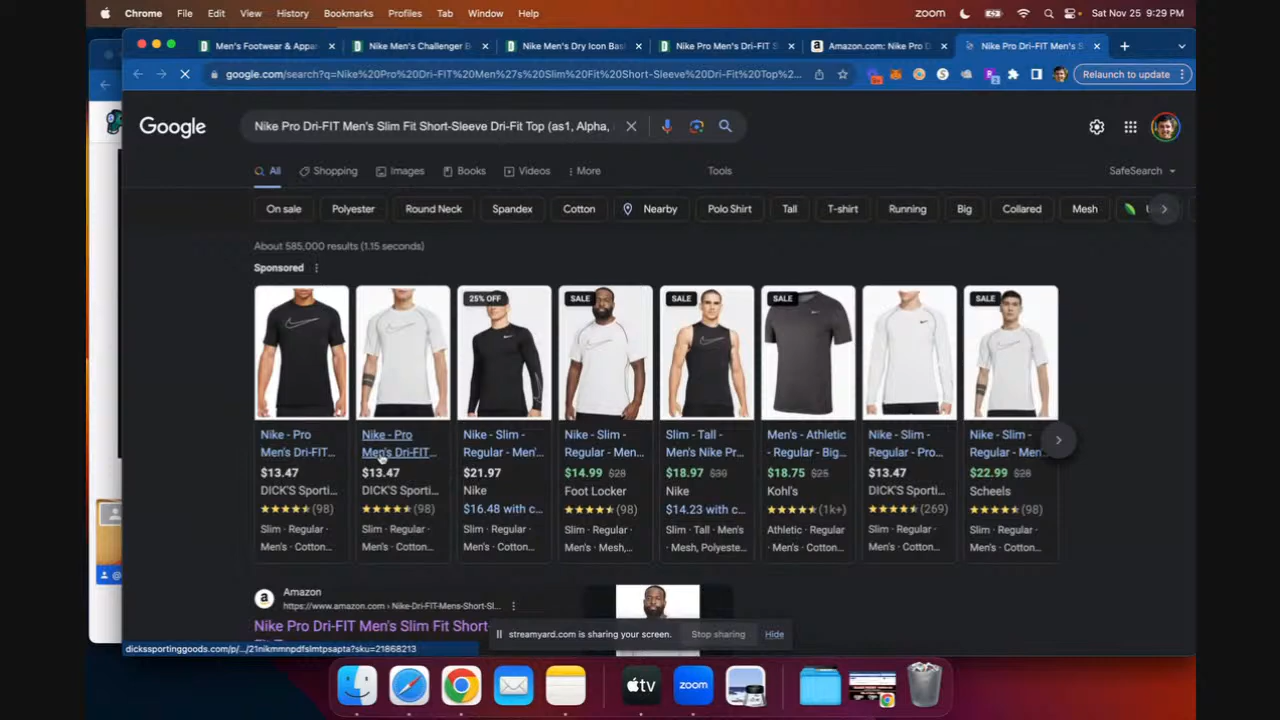 Chrome File Edit View History Bookmarks Profiles Tab Window Help zoom Sat Nov 25 9:29 PM
Men's Footwear & Appa Nike Men's Challenger B Nike Men's Dry Icon Bas Nike Pro Men's Dri-FIT S Amazon.com: Nike Pro D Nike Pro Dri-FIT Men's S
google.com/search?q=Nike%20Pro%20Dri-FIT%20Men%27s%20Slim%20Fit%20Short-Sleeve%20Dri-Fit%20Top%2... Relaunch to update
Google Nike Pro Dri-FIT Men's Slim Fit Short-Sleeve Dri-Fit Top (as1, Alpha,
All Shopping Images Books Videos More Tools SafeSearch
On sale Polyester Round Neck Spandex Cotton Nearby Polo Shirt Tall T-shirt Running Big Collared Mesh
About 585,000 results (1.15 seconds)
Sponsored
25% OFF SALE SALE SALE SALE
Nike - Pro Nike - Pro Nike - Slim - Nike - Slim - Slim - Tall - Men's - Athletic Nike - Slim - Nike - Slim -
Men's Dri-FIT... Men's Dri-FIT... Regular - Men'... Regular - Men... Men's Nike Pr... - Regular - Big... Regular - Pro... Regular - Men...
$13.47 $13.47 $21.97 $14.99 $28 $18.97 $30 $18.75 $25 $13.47 $22.99 $28
DICK'S Sporti... DICK'S Sporti... Nike Foot Locker Nike Kohl's DICK'S Sporti... Scheels
(98) (98) $16.48 with c... (98) $14.23 with c... (1k+) (269) (98)
Slim · Regular · Slim · Regular · Slim · Regular · Slim · Regular · Slim · Tall · Men's Athletic · Regular · Slim · Regular · Slim · Regular ·
Men's · Cotton... Men's · Cotton... Men's · Cotton... Men's · Mesh,... · Mesh, Polyeste... Men's · Cotton... Men's · Cotton... Men's · Cotton...
Amazon
https://www.amazon.com › Nike-Dri-FIT-Mens-Short-Sl...
Nike Pro Dri-FIT Men's Slim Fit Short-
streamyard.com is sharing your screen. Stop sharing Hide
dickssportinggoods.com/p/.../21nikmmnpdfslmtpsapta?sku=21868213
tv zoom